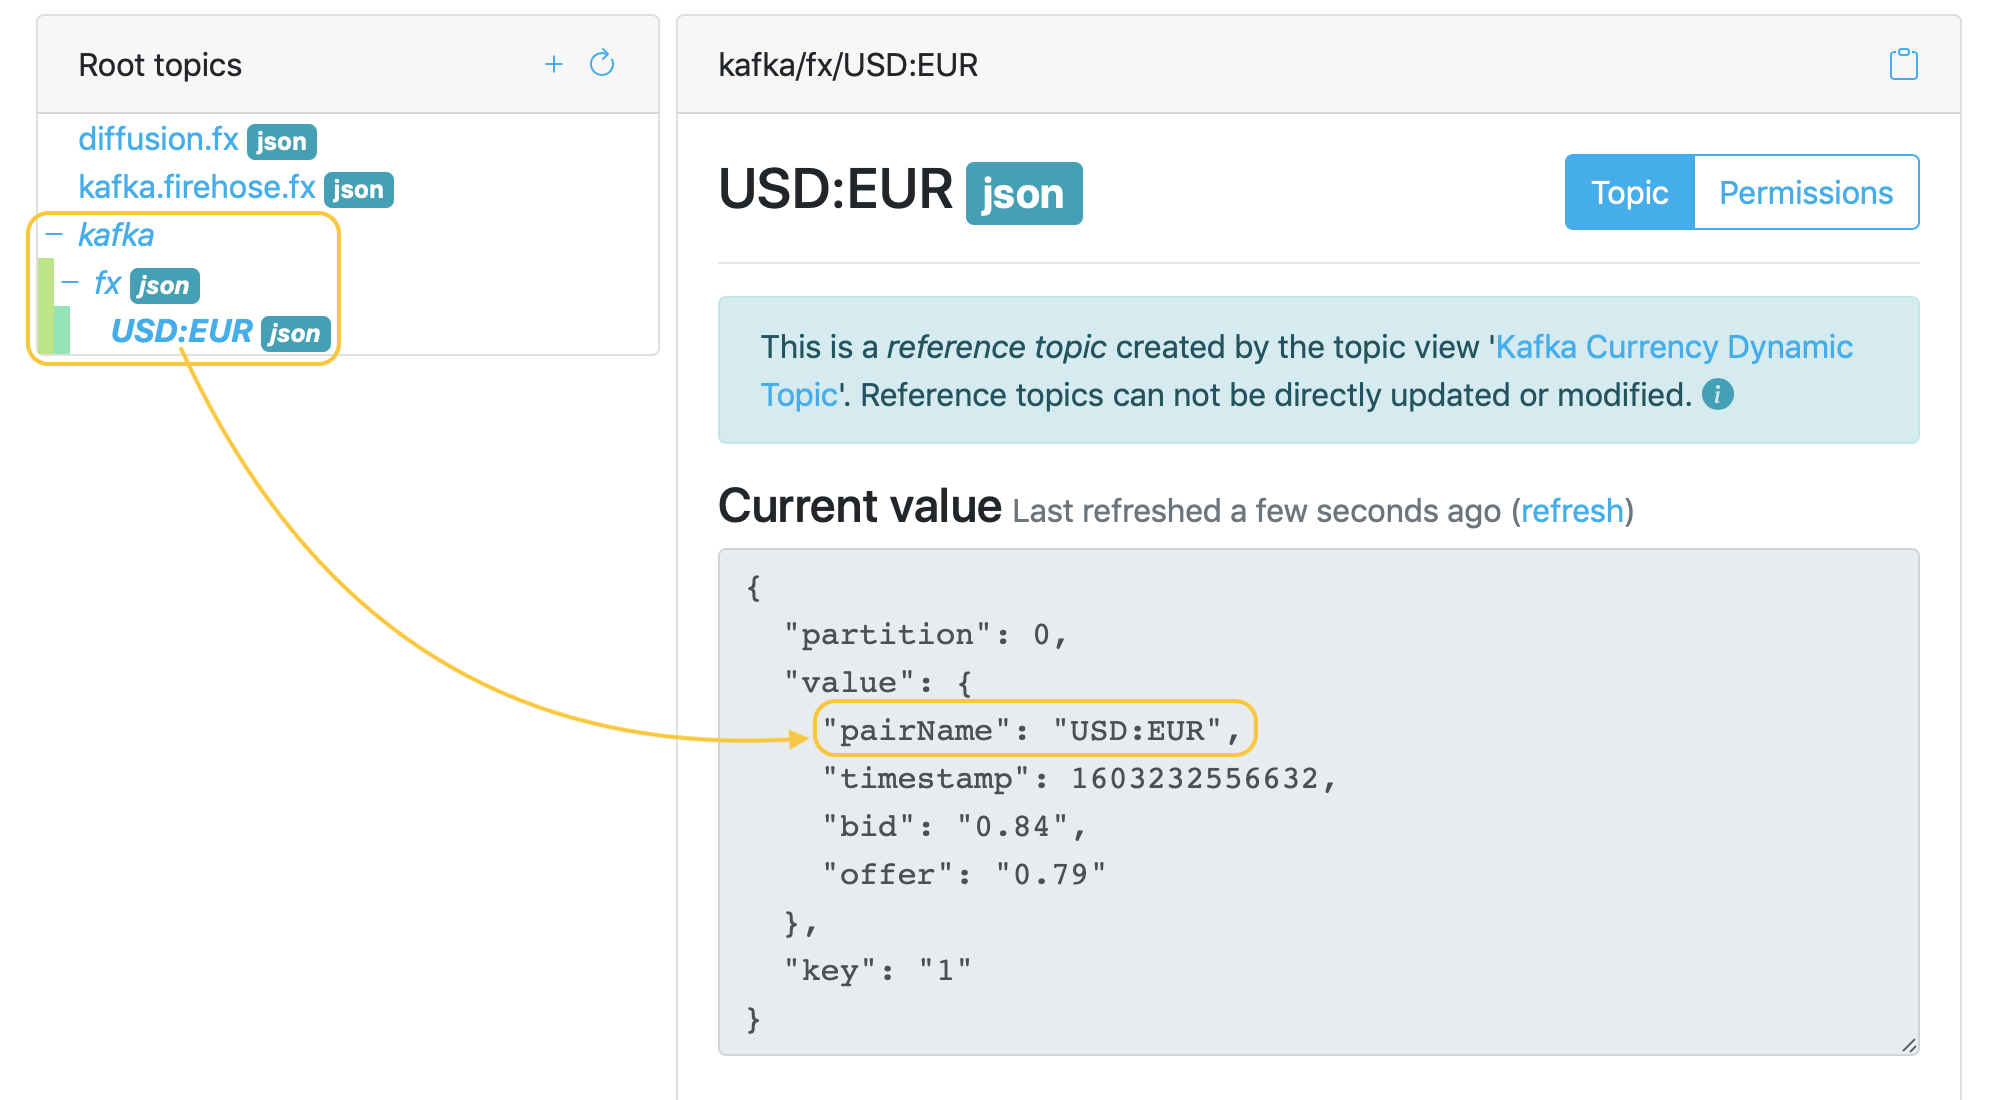 Root topics
diffusion.fx json
kafka.firehose.fx json
kafka
fx json
USD:EUR json
kafka/fx/USD:EUR
USD:EUR json
Topic Permissions
This is a reference topic created by the topic view 'Kafka Currency Dynamic
Topic'. Reference topics can not be directly updated or modified. i
Current value Last refreshed a few seconds ago (refresh)
{
  "partition": 0,
  "value": {
    "pairName": "USD:EUR",
    "timestamp": 1603232556632,
    "bid": "0.84",
    "offer": "0.79"
  },
  "key": "1"
}